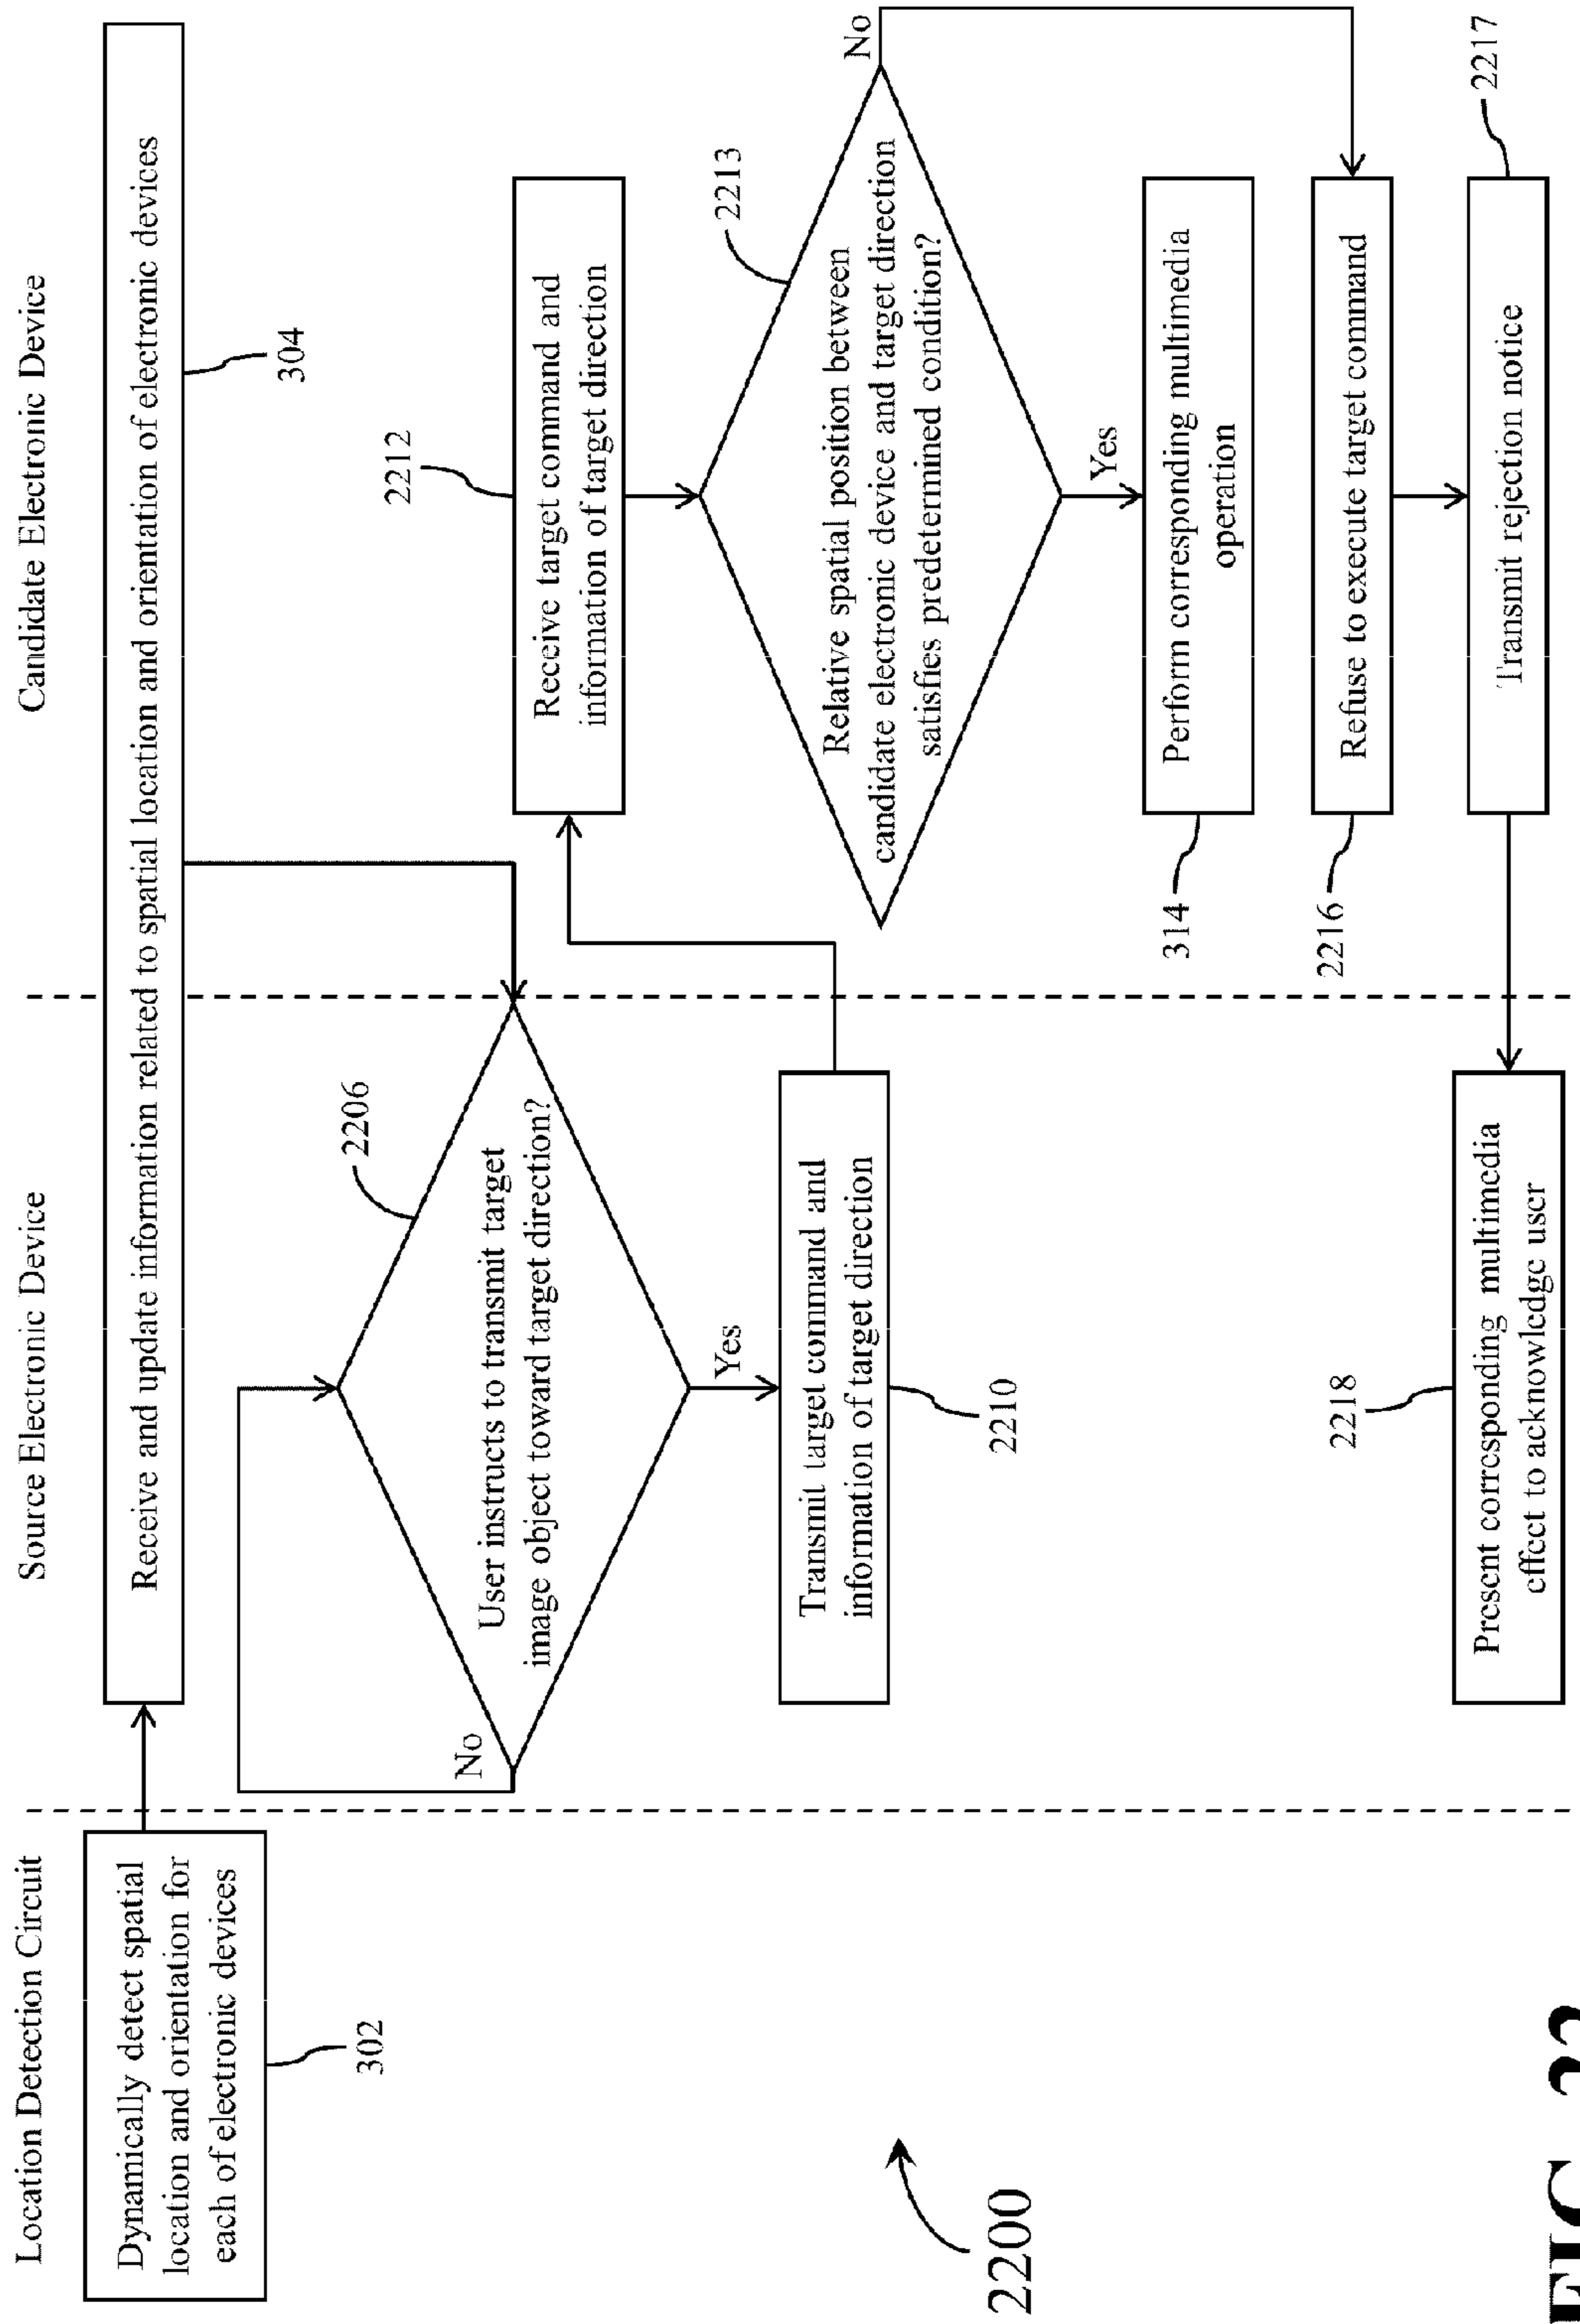 Location Detection Circuit
Source Electronic Device
Candidate Electronic Device
Dynamically detect spatial
location and orientation for
each of electronic devices
302
Receive and update information related to spatial location and orientation of electronic devices
304
2206
User instructs to transmit target
image object toward target direction?
No
Yes
Transmit target command and
information of target direction
2210
2212
Receive target command and
information of target direction
2213
Relative spatial position between
candidate electronic device and target direction
satisfies predetermined condition?
No
Yes
Perform corresponding multimedia
operation
314
Refuse to execute target command
2216
Transmit rejection notice
2217
2218
Present corresponding multimedia
effect to acknowledge user
2200
FIG. 22